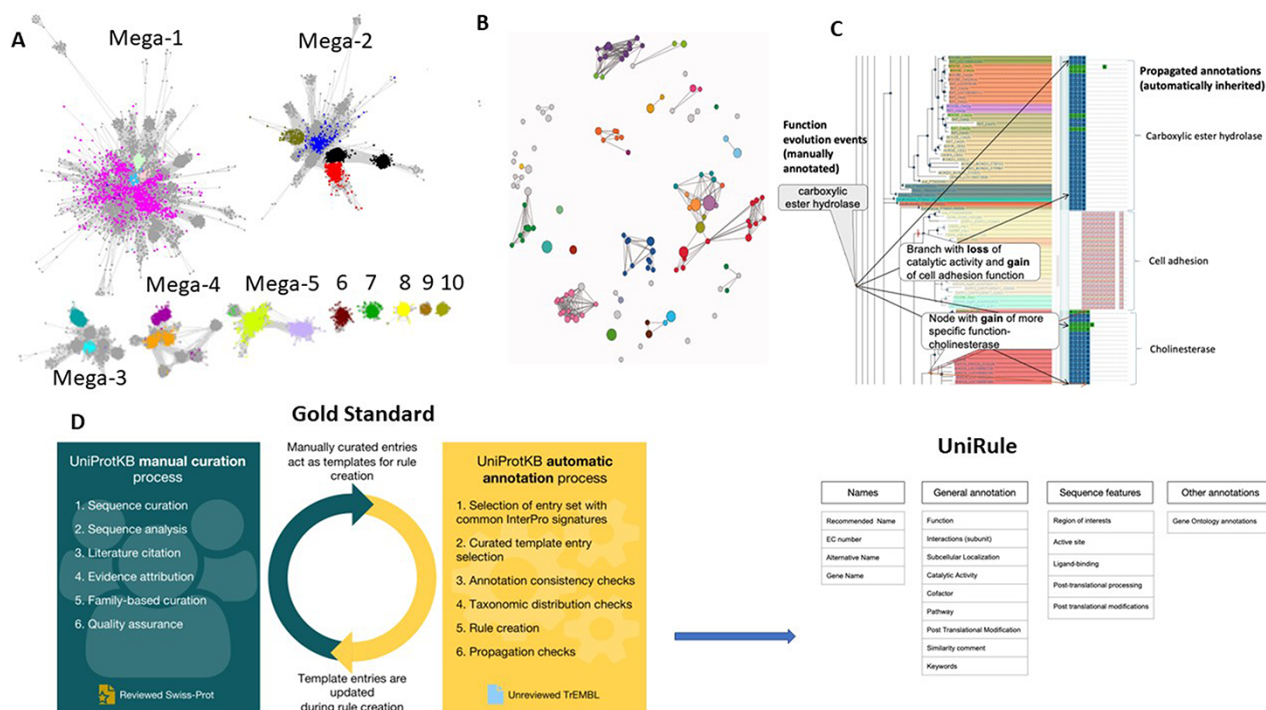 A
Mega-1
Mega-2
Mega-4
Mega-5
6
7
8
9
10
Mega-3
B
C
Function
evolution events
(manually
annotated)
carboxylic
ester hydrolase
Branch with loss of
catalytic activity and gain
of cell adhesion function
Node with gain of more
specific function-
cholinesterase
Propagated annotations
(automatically inherited)
Carboxylic ester hydrolase
Cell adhesion
Cholinesterase
D
Gold Standard
UniProtKB manual curation
process
1. Sequence curation
2. Sequence analysis
3. Literature citation
4. Evidence attribution
5. Family-based curation
6. Quality assurance
Reviewed Swiss-Prot
Manually curated entries
act as templates for rule
creation
Template entries are
updated
during rule creation
UniProtKB automatic
annotation process
1. Selection of entry set with
common InterPro signatures
2. Curated template entry
selection
3. Annotation consistency checks
4. Taxonomic distribution checks
5. Rule creation
6. Propagation checks
Unreviewed TrEMBL
UniRule
Names
Recommended Name
EC number
Alternative Name
Gene Name
General annotation
Function
Interactions (subunit)
Subcellular Localization
Catalytic Activity
Cofactor
Pathway
Post Translational Modification
Similarity comment
Keywords
Sequence features
Region of interests
Active site
Ligand-binding
Post-translational processing
Post translational modifications
Other annotations
Gene Ontology annotations